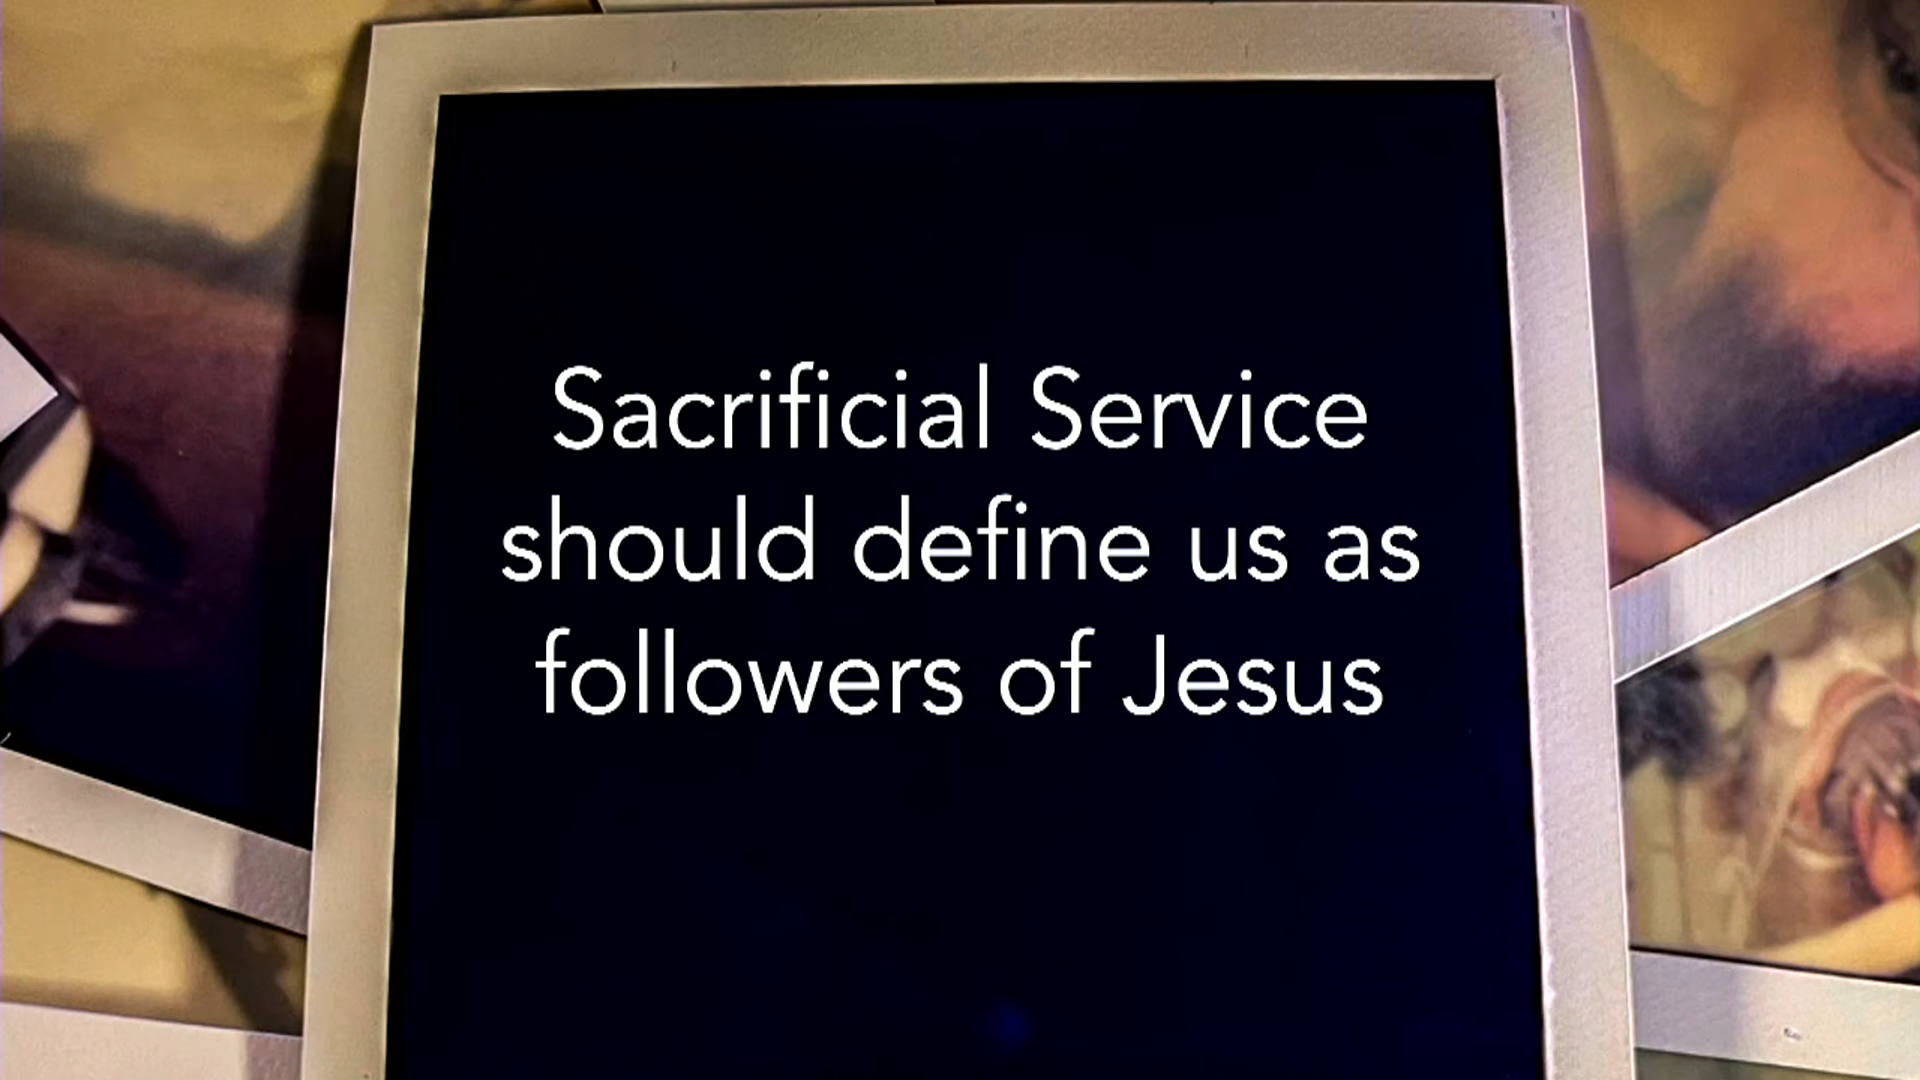 Sacrificial Service
should define us as
followers of Jesus